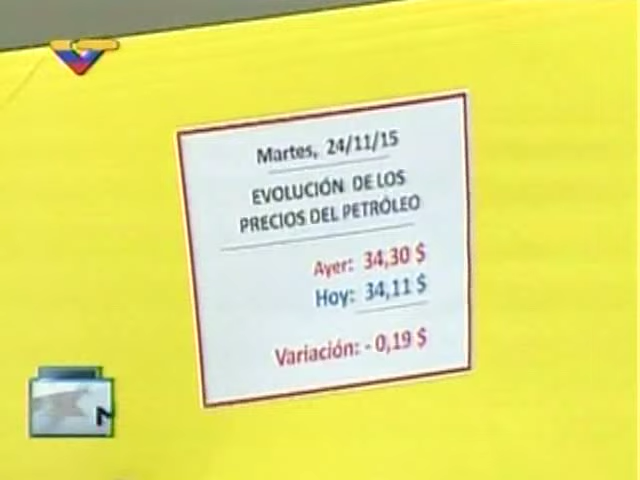 Martes, 24/11/15
EVOLUCIÓN DE LOS
PRECIOS DEL PETRÓLEO
Ayer: 34,30 $
Hoy: 34,11 $
Variación: - 0,19 $